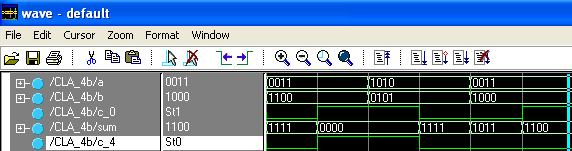 wave - default
File Edit Cursor Zoom Format Window
/CLA_4b/a 0011 0011 1010 0011
/CLA_4b/b 1000 1100 0101 1000
/CLA_4b/c_0 St1
/CLA_4b/sum 1100 1111 0000 1111 1011 1100
/CLA_4b/c_4 St0